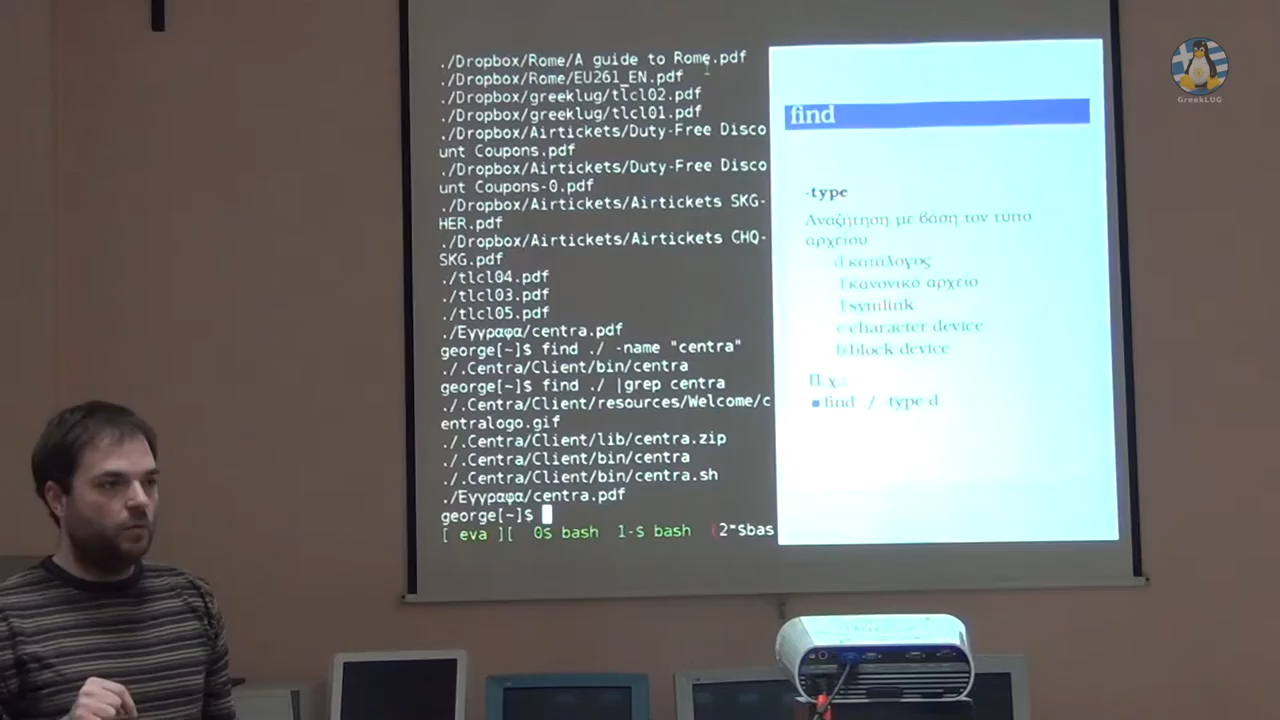 ./Dropbox/Rome/A guide to Rome.pdf
./Dropbox/Rome/EU261_EN.pdf
./Dropbox/greeklug/tlcl02.pdf
./Dropbox/greeklug/tlcl01.pdf
./Dropbox/Airtickets/Duty-Free Disco
unt Coupons.pdf
./Dropbox/Airtickets/Duty-Free Disco
unt Coupons-0.pdf
./Dropbox/Airtickets/Airtickets SKG-
HER.pdf
./Dropbox/Airtickets/Airtickets CHQ-
SKG.pdf
./tlcl04.pdf
./tlcl03.pdf
./tlcl05.pdf
./Εγγραφα/centra.pdf
george[~]$ find ./ -name "centra"
./.Centra/Client/bin/centra
george[~]$ find ./ |grep centra
./.Centra/Client/resources/Welcome/c
entralogo.gif
./.Centra/Client/lib/centra.zip
./.Centra/Client/bin/centra
./.Centra/Client/bin/centra.sh
./Εγγραφα/centra.pdf
george[~]$
[ eva ][ 0$ bash 1-$ bash (2*$bas
find
-type
Αναζήτηση με βάση τον τύπο
αρχείου
d κατάλογος
f κανονικό αρχείο
l symlink
c character device
b block device
Π.χ.:
find ./ -type d
GreekLUG